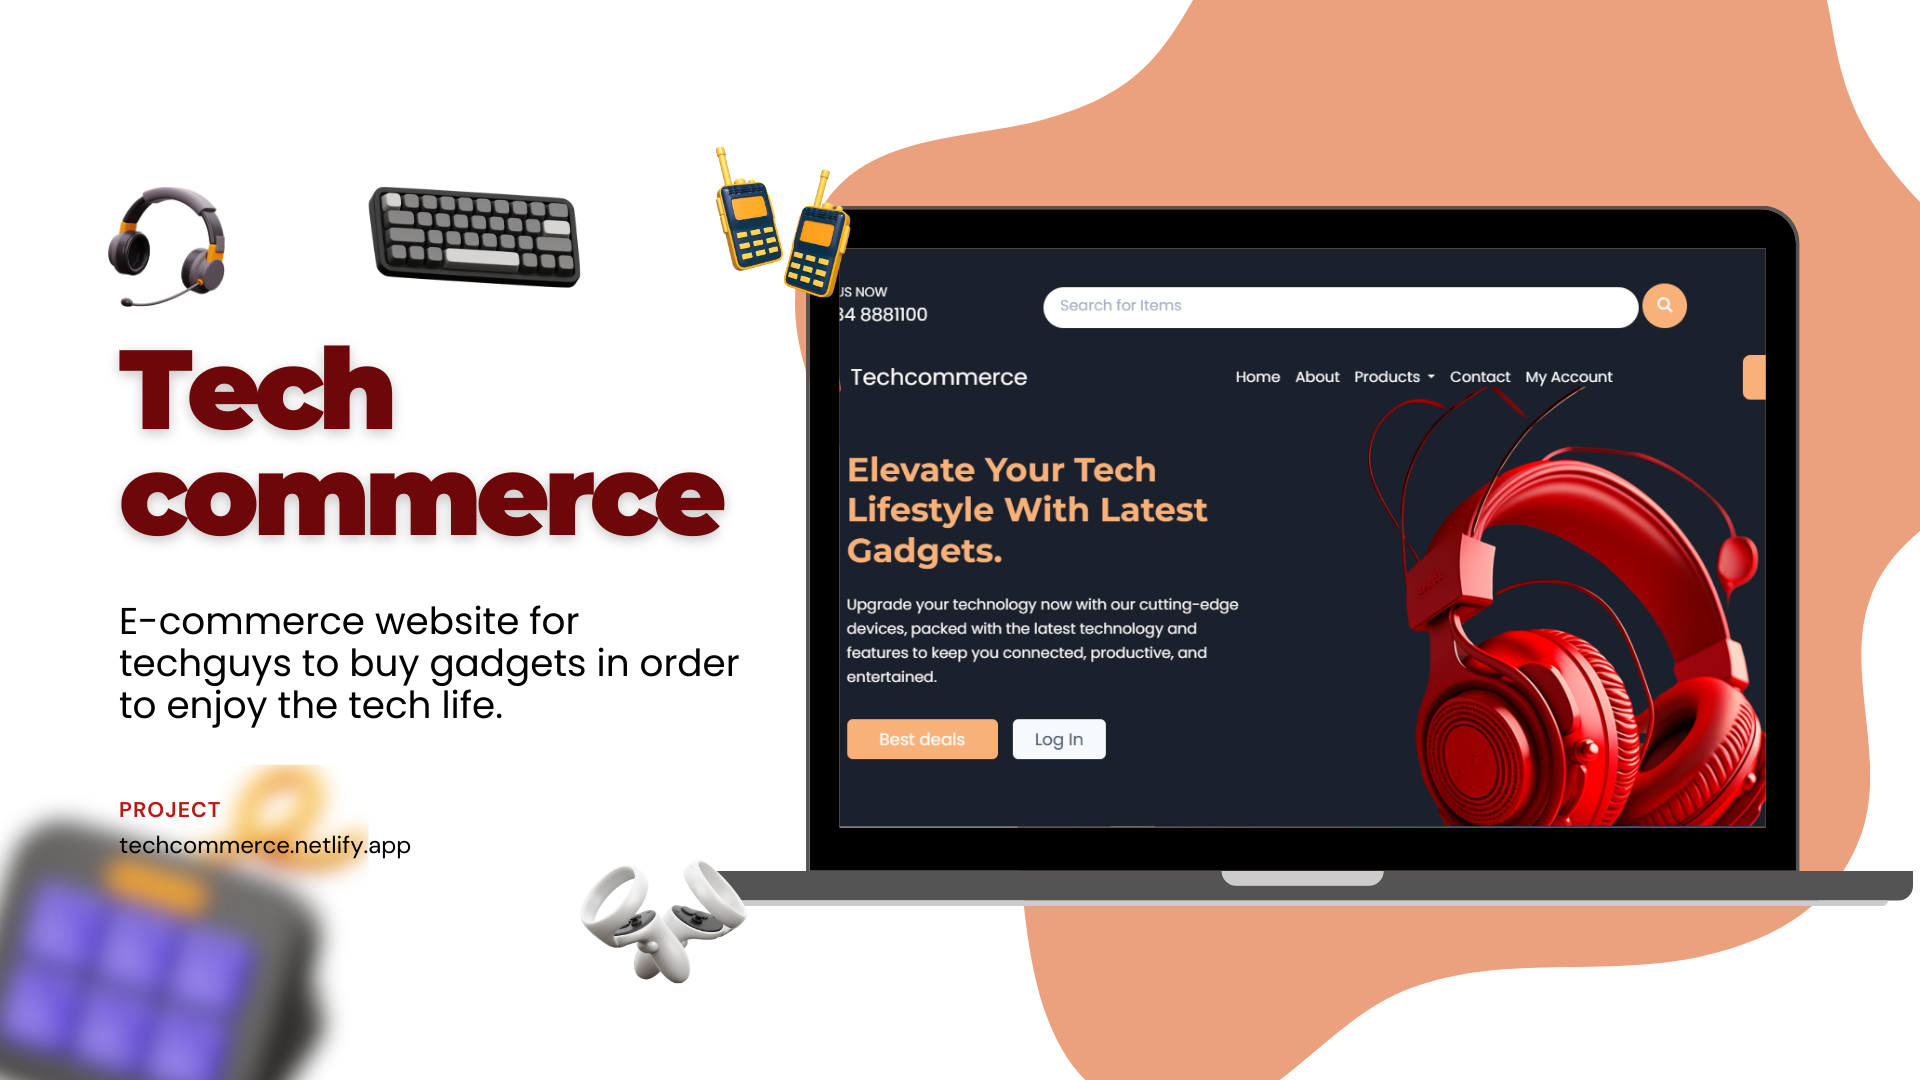 Tech
commerce
E-commerce website for
techguys to buy gadgets in order
to enjoy the tech life.
PROJECT
techcommerce.netlify.app
US NOW
34 8881100
Search for Items
Techcommerce
Home About Products Contact My Account
Elevate Your Tech
Lifestyle With Latest
Gadgets.
Upgrade your technology now with our cutting-edge
devices, packed with the latest technology and
features to keep you connected, productive, and
entertained.
Best deals Log In